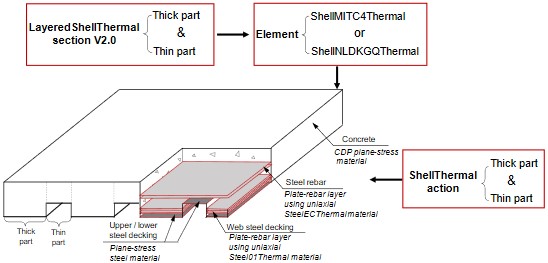 LayeredShellThermal
section V2.0
Thick part
&
Thin part
Element
ShellMITC4Thermal
or
ShellNLDKGQThermal
Concrete
CDP plane-stress
material
Steel rebar
Plate-rebar layer
using uniaxial
SteelECThermal material
ShellThermal
action
Thick part
&
Thin part
Thick
part
Thin
part
Upper / lower
steel decking
Plane-stress
steel material
Web steel decking
Plate-rebar layer
using uniaxial
Steel01Thermal material